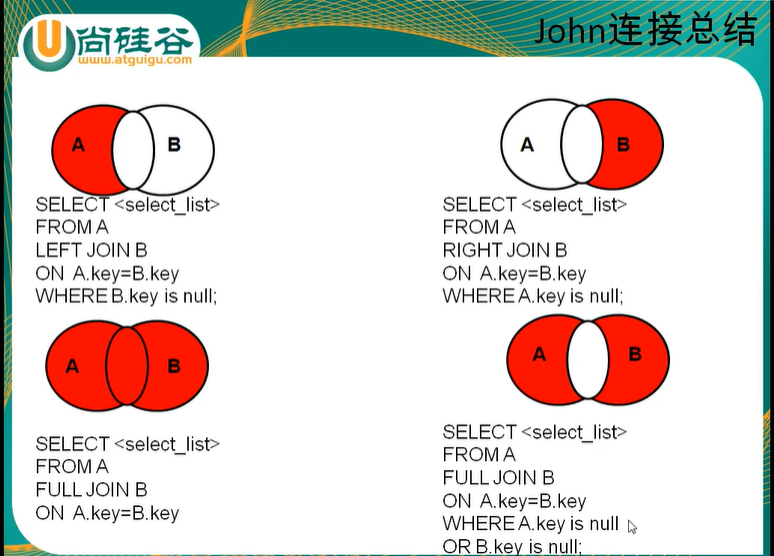 尚硅谷
www.atguigu.com
John连接总结
A
B
SELECT <select_list>
FROM A
LEFT JOIN B
ON A.key=B.key
WHERE B.key is null;
A
B
SELECT <select_list>
FROM A
RIGHT JOIN B
ON A.key=B.key
WHERE A.key is null;
A
B
SELECT <select_list>
FROM A
FULL JOIN B
ON A.key=B.key
A
B
SELECT <select_list>
FROM A
FULL JOIN B
ON A.key=B.key
WHERE A.key is null
OR B.key is null;